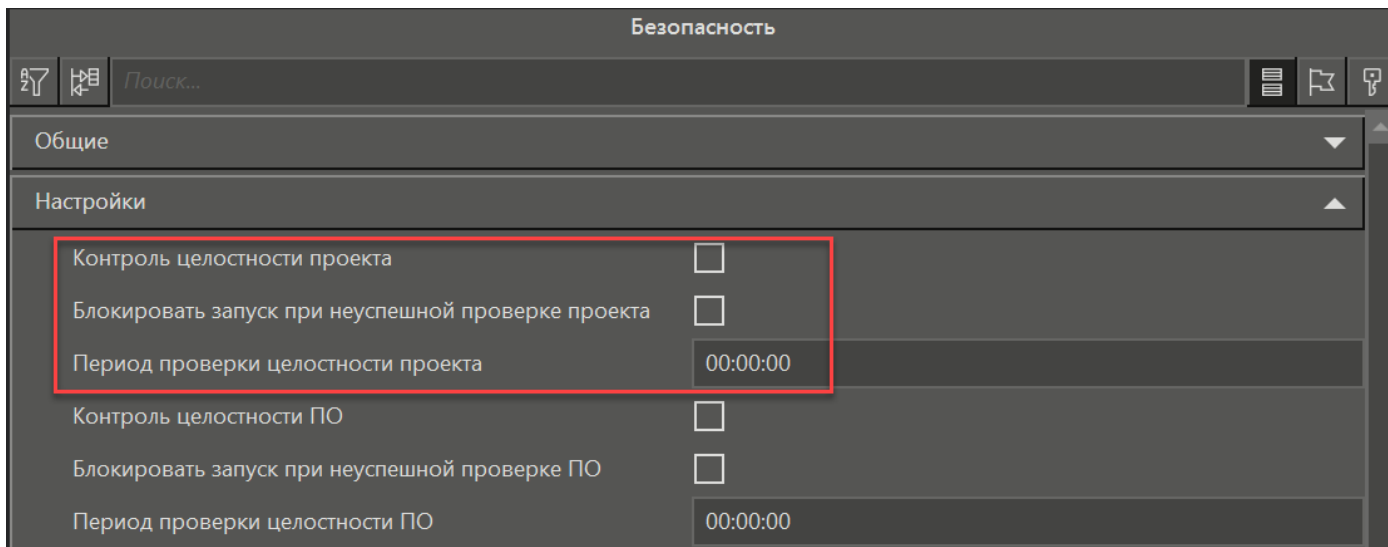 Безопасность
Поиск...
Общие
Настройки
Контроль целостности проекта
Блокировать запуск при неуспешной проверке проекта
Период проверки целостности проекта 00:00:00
Контроль целостности ПО
Блокировать запуск при неуспешной проверке ПО
Период проверки целостности ПО 00:00:00